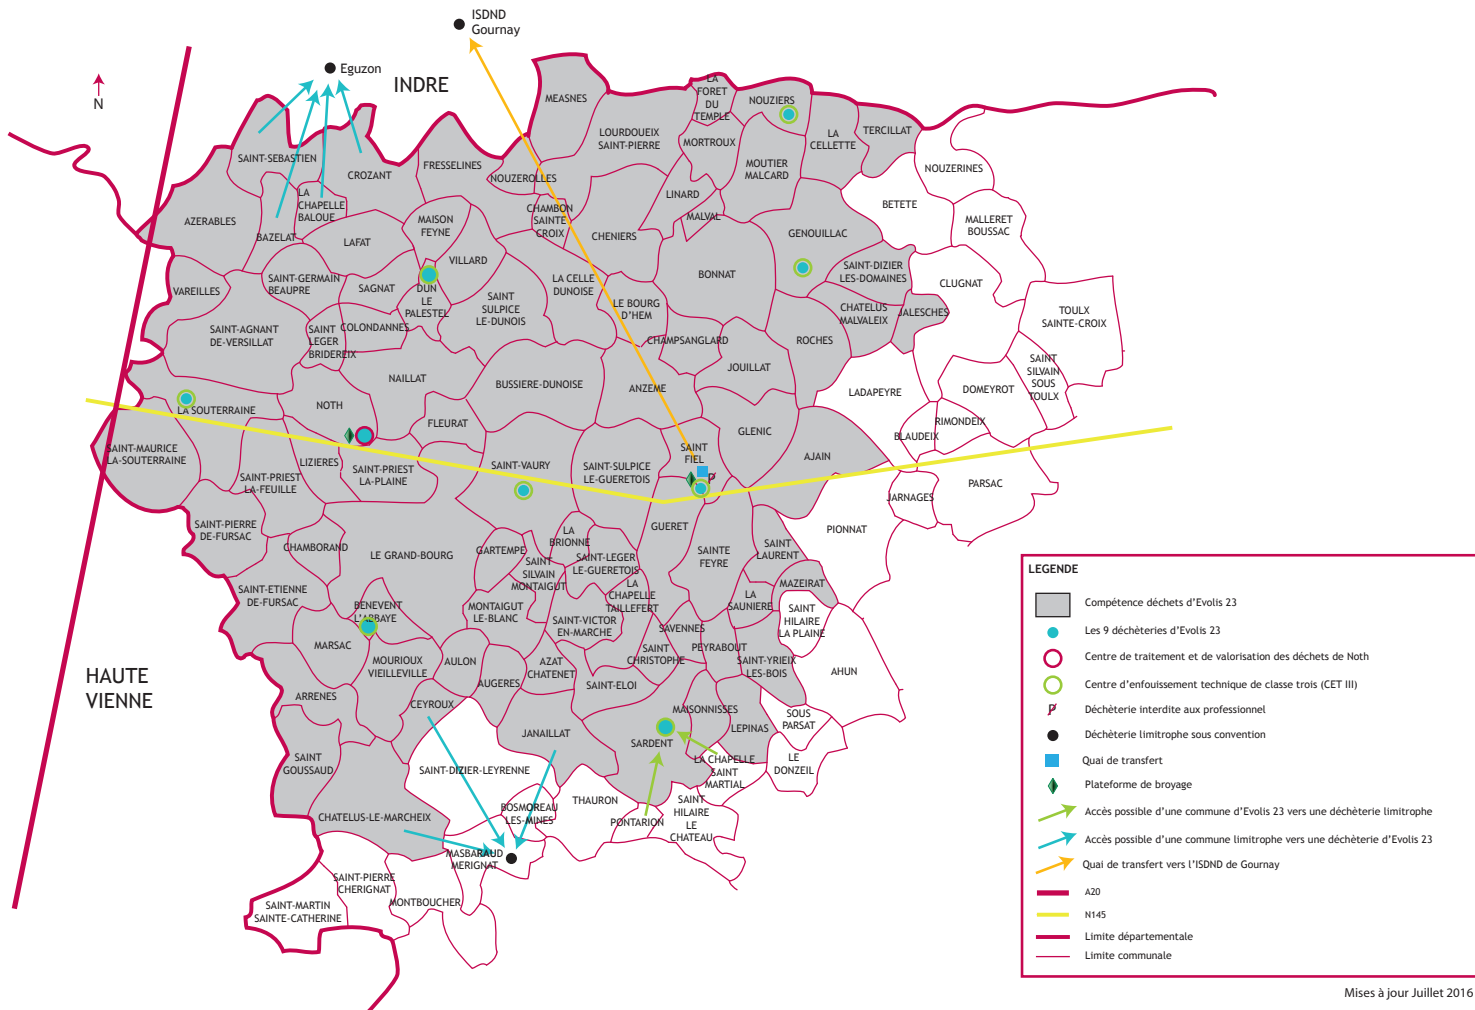 ISDND
Gournay
Eguzon
INDRE
N
MEASNES
LA
FORET
DU
TEMPLE
NOUZIERS
LOURDOUEIX
SAINT-PIERRE
MORTROUX
LA
CELLETTE
TERCILLAT
SAINT-SEBASTIEN
CROZANT
FRESSELINES
NOUZEROLLES
MOUTIER
MALCARD
NOUZERINES
LA
CHAPELLE
BALOUE
LINARD
BETETE
AZERABLES
BAZELAT
LAFAT
MAISON
FEYNE
CHAMBON
SAINTE
CROIX
CHENIERS
MALVAL
GENOUILLAC
MALLERET
BOUSSAC
VAREILLES
SAINT-GERMAIN
BEAUPRE
SAGNAT
VILLARD
DUN
LE
PALESTEL
SAINT
SULPICE
LE-DUNOIS
LA CELLE
DUNOISE
LE BOURG
D'HEM
BONNAT
SAINT-DIZIER
LES-DOMAINES
CLUGNAT
CHATELUS
MALVALEIX
JALESCHES
TOULX
SAINTE-CROIX
SAINT-AGNANT
DE-VERSILLAT
SAINT
LEGER
BRIDEREIX
COLONDANNES
CHAMPSANGLARD
ROCHES
JOUILLAT
SAINT
SILVAIN
SOUS
TOULX
NAILLAT
BUSSIERE-DUNOISE
ANZEME
LADAPEYRE
DOMEYROT
LA SOUTERRAINE
NOTH
FLEURAT
GLENIC
BLAUDEIX
RIMONDEIX
SAINT-MAURICE
LA-SOUTERRAINE
SAINT-PRIEST
LA-FEUILLE
LIZIERES
SAINT-PRIEST
LA-PLAINE
SAINT-VAURY
SAINT-SULPICE
LE-GUERETOIS
SAINT
FIEL
P
AJAIN
JARNAGES
PARSAC
SAINT-PIERRE
DE-FURSAC
CHAMBORAND
LE GRAND-BOURG
GARTEMPE
LA
BRIONNE
GUERET
SAINTE
FEYRE
SAINT
LAURENT
PIONNAT
SAINT
SILVAIN
MONTAIGUT
SAINT-LEGER
LE-GUERETOIS
LA
CHAPELLE
TAILLEFERT
MAZEIRAT
SAINT-ETIENNE
DE-FURSAC
BENEVENT
L'ABBAYE
MONTAIGUT
LE-BLANC
SAINT-VICTOR
EN-MARCHE
LA
SAUNIERE
SAINT
HILAIRE
LA PLAINE
MARSAC
MOURIOUX
VIEILLEVILLE
AULON
AUGERES
AZAT
CHATENET
SAVENNES
SAINT
CHRISTOPHE
PEYRABOUT
SAINT-YRIEIX
LES-BOIS
AHUN
SAINT-ELOI
HAUTE
VIENNE
ARRENES
CEYROUX
JANAILLAT
MAISONNISSES
SARDENT
LEPINAS
SOUS
PARSAT
SAINT
GOUSSAUD
SAINT-DIZIER-LEYRENNE
LA CHAPELLE
SAINT
MARTIAL
LE
DONZEIL
CHATELUS-LE-MARCHEIX
BOSMOREAU
LES-MINES
THAURON
PONTARION
SAINT
HILAIRE
LE
CHATEAU
MASBARAUD
MERIGNAT
SAINT-PIERRE
CHERIGNAT
MONTBOUCHER
SAINT-MARTIN
SAINTE-CATHERINE
LEGENDE
Compétence déchets d'Evolis 23
Les 9 déchèteries d'Evolis 23
Centre de traitement et de valorisation des déchets de Noth
Centre d'enfouissement technique de classe trois (CET III)
P Déchèterie interdite aux professionnel
Déchèterie limitrophe sous convention
Quai de transfert
Plateforme de broyage
Accès possible d'une commune d'Evolis 23 vers une déchèterie limitrophe
Accès possible d'une commune limitrophe vers une déchèterie d'Evolis 23
Quai de transfert vers l'ISDND de Gournay
A20
N145
Limite départementale
Limite communale
Mises à jour Juillet 2016